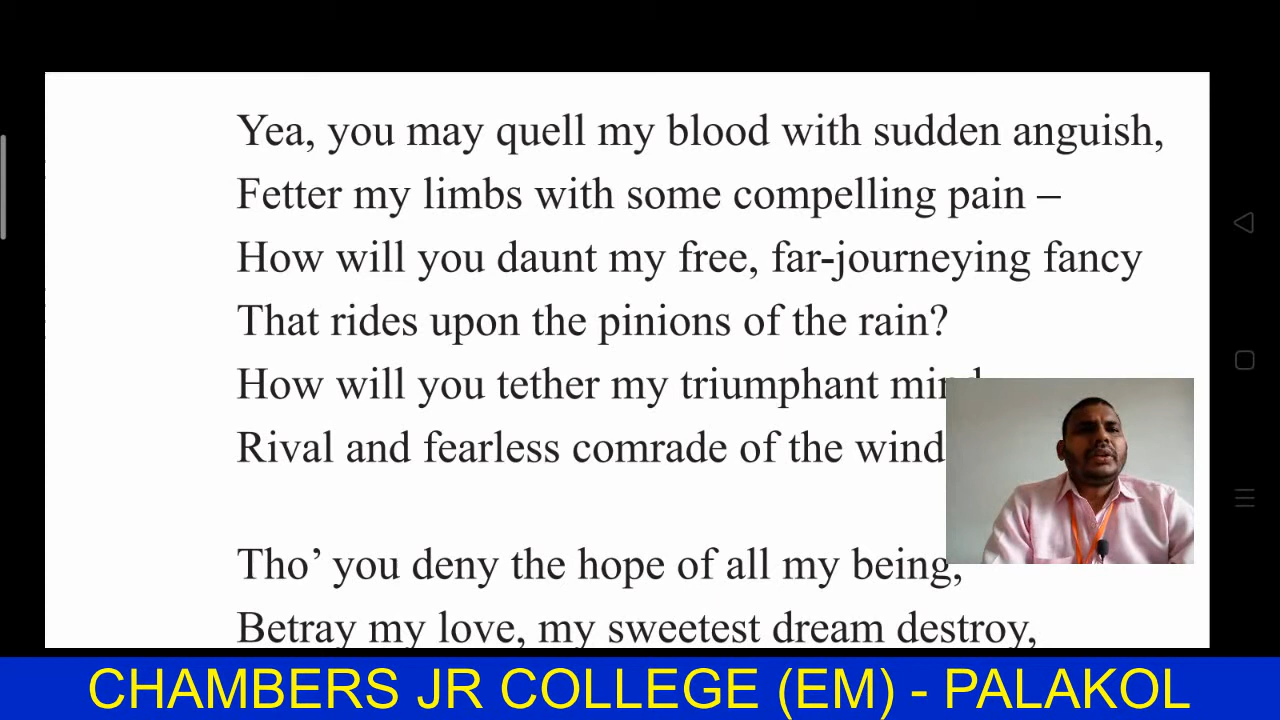 Yea, you may quell my blood with sudden anguish,
Fetter my limbs with some compelling pain –
How will you daunt my free, far-journeying fancy
That rides upon the pinions of the rain?
How will you tether my triumphant mind
Rival and fearless comrade of the wind
Tho’ you deny the hope of all my being,
Betray my love, my sweetest dream destroy,
CHAMBERS JR COLLEGE (EM) - PALAKOL